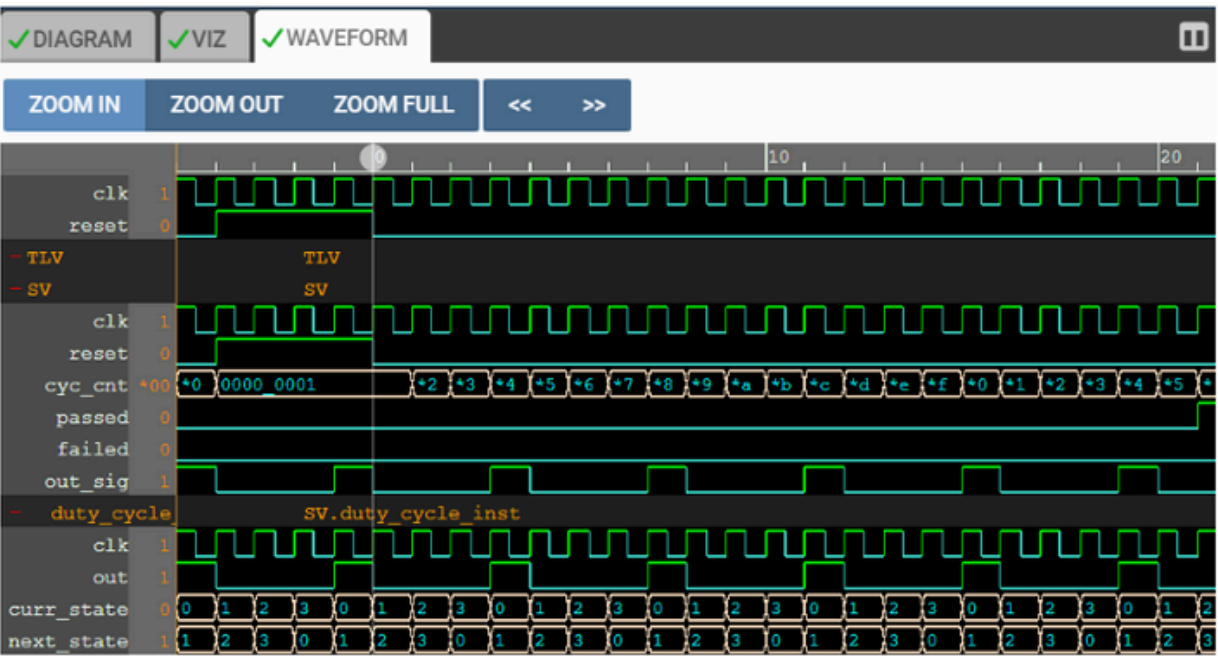 DIAGRAM VIZ WAVEFORM
ZOOM IN ZOOM OUT ZOOM FULL << >>
0 10 20
clk 1
reset 0
- TLV TLV
- SV SV
clk 1
reset 0
cyc_cnt *00 *0 0000_0001 *2 *3 *4 *5 *6 *7 *8 *9 *a *b *c *d *e *f *0 *1 *2 *3 *4 *5 *
passed 0
failed 0
out_sig 1
- duty_cycle_ SV.duty_cycle_inst
clk 1
out 1
curr_state 0 0 1 2 3 0 1 2 3 0 1 2 3 0 1 2 3 0 1 2 3 0 1 2 3 0 1 2
next_state 1 1 2 3 0 1 2 3 0 1 2 3 0 1 2 3 0 1 2 3 0 1 2 3 0 1 2 3